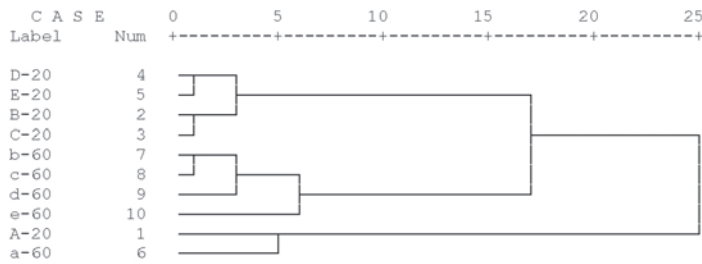 C A S E 0 5 10 15 20 25
Label Num +---------+---------+---------+---------+---------+
D-20 4
E-20 5
B-20 2
C-20 3
b-60 7
c-60 8
d-60 9
e-60 10
A-20 1
a-60 6